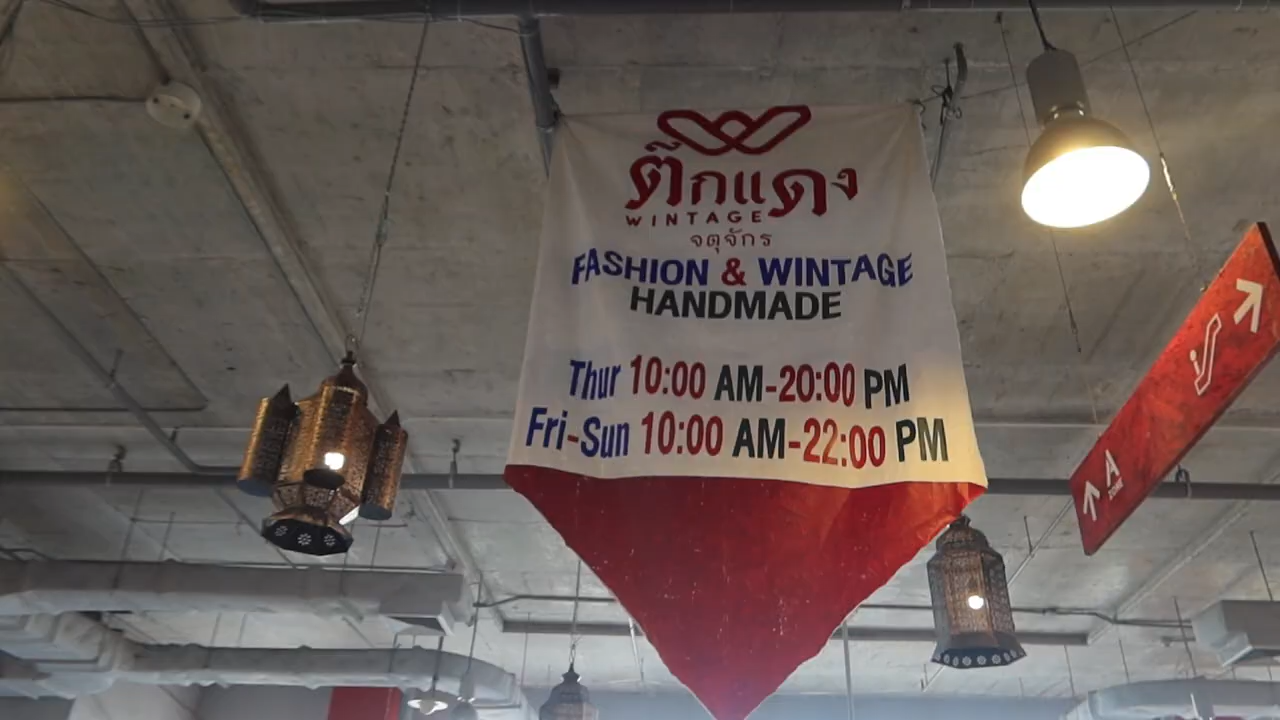 ตึกแดง
WINTAGE
จตุจักร
FASHION & WINTAGE
HANDMADE
Thur 10:00 AM-20:00 PM
Fri-Sun 10:00 AM-22:00 PM
A
ZONE